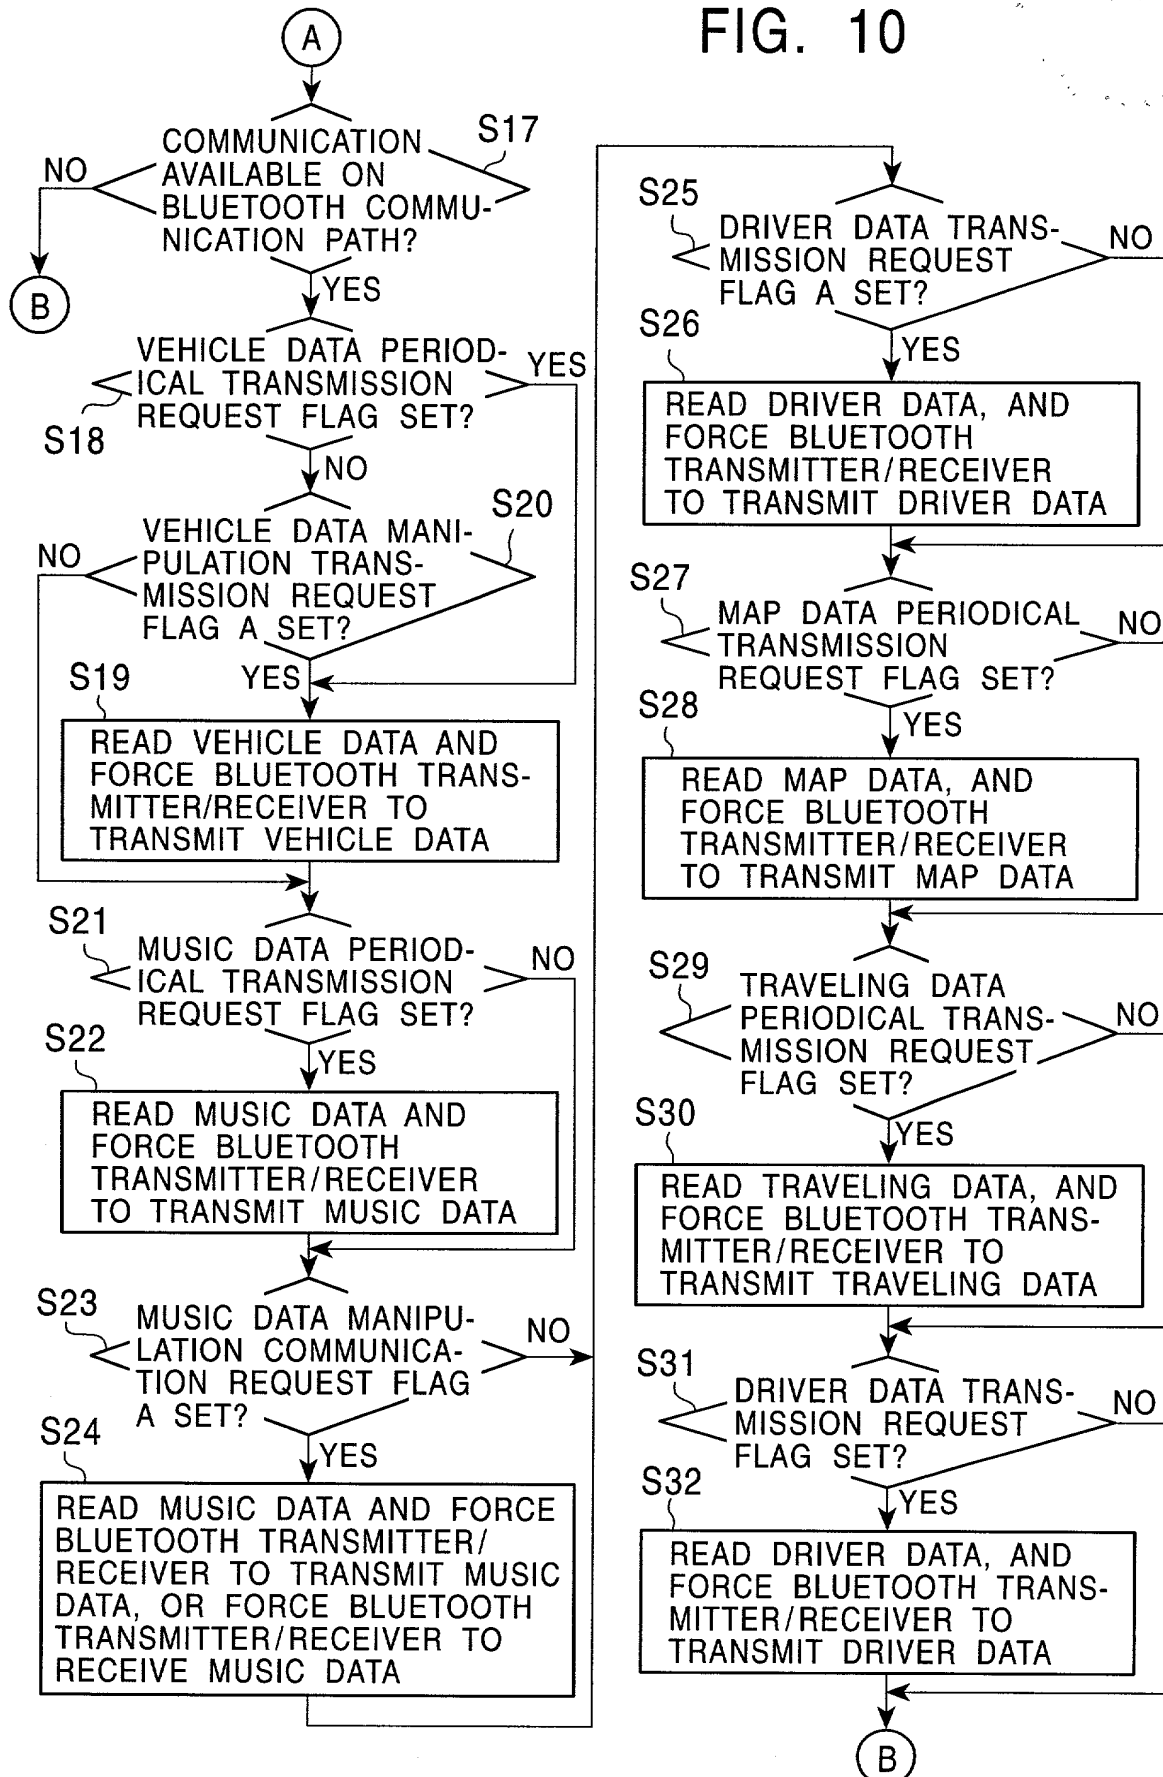 FIG. 10
A
COMMUNICATION
AVAILABLE ON
BLUETOOTH COMMU-
NICATION PATH?
S17
NO
B
YES
VEHICLE DATA PERIOD-
ICAL TRANSMISSION
REQUEST FLAG SET?
YES
S18
NO
VEHICLE DATA MANI-
PULATION TRANS-
MISSION REQUEST
FLAG A SET?
S20
NO
YES
S19
READ VEHICLE DATA AND
FORCE BLUETOOTH TRANS-
MITTER/RECEIVER TO
TRANSMIT VEHICLE DATA
S21
MUSIC DATA PERIOD-
ICAL TRANSMISSION
REQUEST FLAG SET?
NO
S22
YES
READ MUSIC DATA AND
FORCE BLUETOOTH
TRANSMITTER/RECEIVER
TO TRANSMIT MUSIC DATA
S23
MUSIC DATA MANIPU-
LATION COMMUNICA-
TION REQUEST FLAG
A SET?
NO
S24
YES
READ MUSIC DATA AND FORCE
BLUETOOTH TRANSMITTER/
RECEIVER TO TRANSMIT MUSIC
DATA, OR FORCE BLUETOOTH
TRANSMITTER/RECEIVER TO
RECEIVE MUSIC DATA
S25
DRIVER DATA TRANS-
MISSION REQUEST
FLAG A SET?
NO
S26
YES
READ DRIVER DATA, AND
FORCE BLUETOOTH
TRANSMITTER/RECEIVER
TO TRANSMIT DRIVER DATA
S27
MAP DATA PERIODICAL
TRANSMISSION
REQUEST FLAG SET?
NO
S28
YES
READ MAP DATA, AND
FORCE BLUETOOTH
TRANSMITTER/RECEIVER
TO TRANSMIT MAP DATA
S29
TRAVELING DATA
PERIODICAL TRANS-
MISSION REQUEST
FLAG SET?
NO
S30
YES
READ TRAVELING DATA, AND
FORCE BLUETOOTH TRANS-
MITTER/RECEIVER TO
TRANSMIT TRAVELING DATA
S31
DRIVER DATA TRANS-
MISSION REQUEST
FLAG SET?
NO
S32
YES
READ DRIVER DATA, AND
FORCE BLUETOOTH TRANS-
MITTER/RECEIVER TO
TRANSMIT DRIVER DATA
B